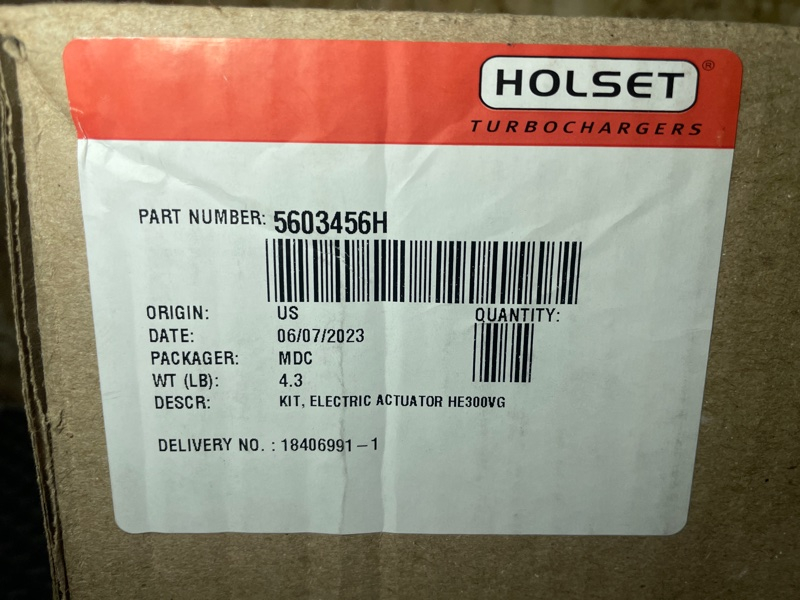 HOLSET®
TURBOCHARGERS
PART NUMBER: 5603456H
ORIGIN: US
QUANTITY:
DATE: 06/07/2023
PACKAGER: MDC
WT (LB): 4.3
DESCR: KIT, ELECTRIC ACTUATOR HE300VG
DELIVERY NO. : 18406991-1